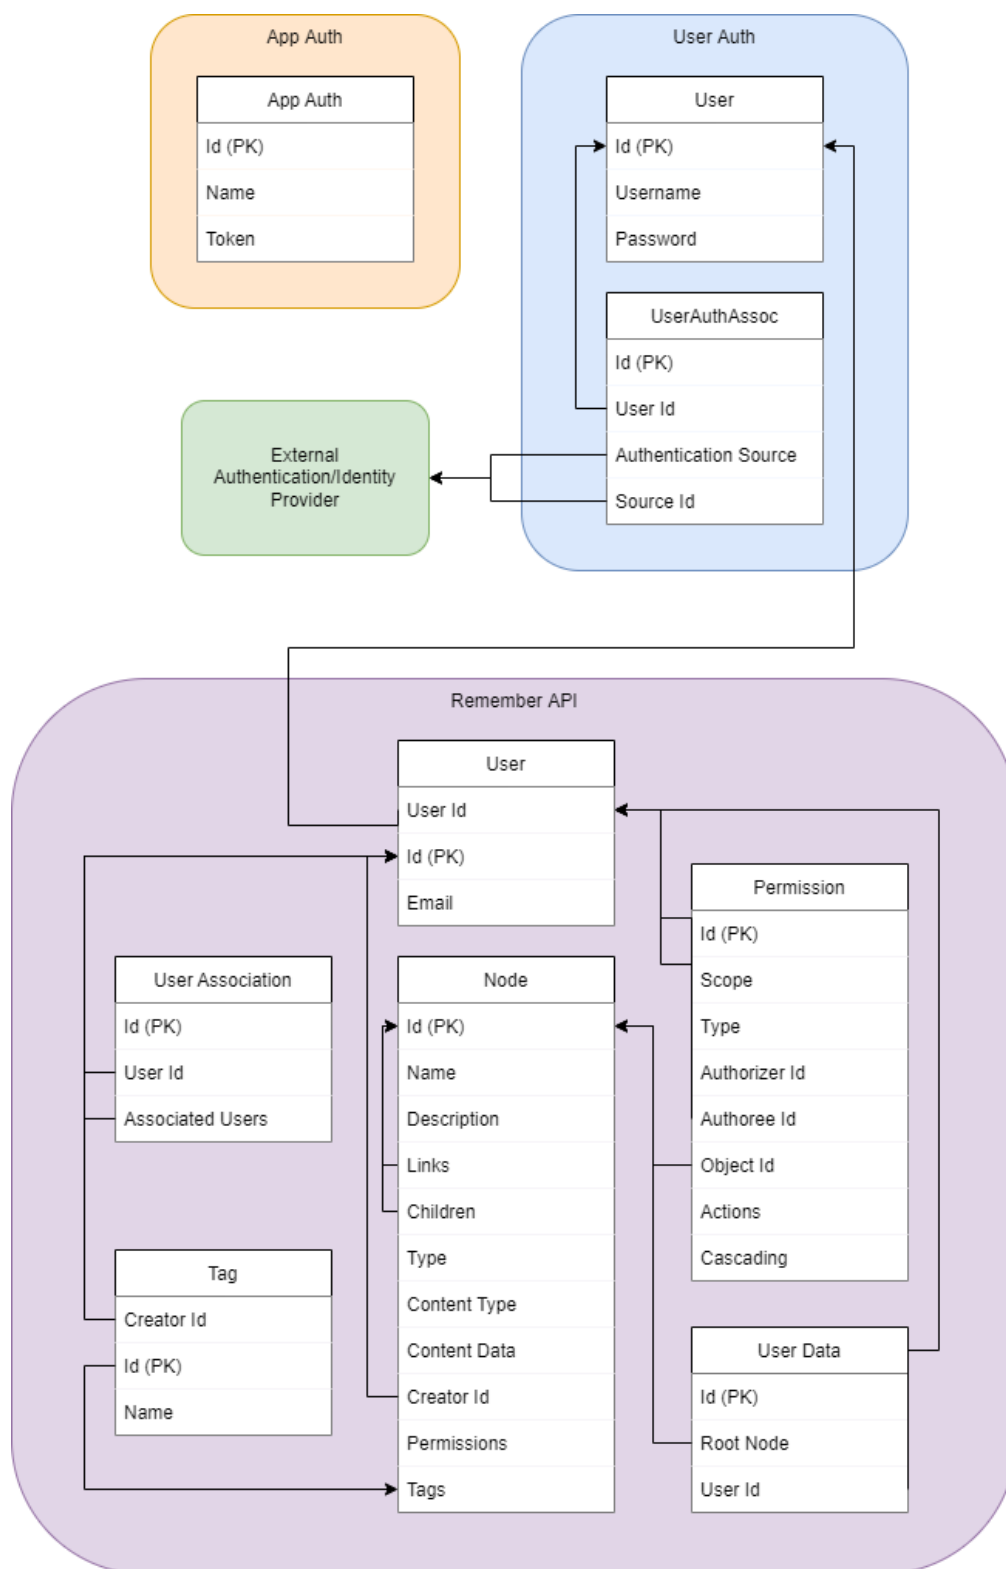 App Auth
App Auth
Id (PK)
Name
Token
User Auth
User
Id (PK)
Username
Password
UserAuthAssoc
Id (PK)
User Id
Authentication Source
Source Id
External
Authentication/Identity
Provider
Remember API
User
User Id
Id (PK)
Email
Permission
Id (PK)
Scope
Type
Authorizer Id
Authoree Id
Object Id
Actions
Cascading
User Association
Id (PK)
User Id
Associated Users
Node
Id (PK)
Name
Description
Links
Children
Type
Content Type
Content Data
Creator Id
Permissions
Tags
Tag
Creator Id
Id (PK)
Name
User Data
Id (PK)
Root Node
User Id